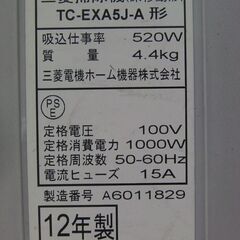 TC-EXA5J-A 形
吸込仕事率 520W
質量 4.4kg
三菱電機ホーム機器株式会社
PS E
定格電圧 100V
定格消費電力 1000W
定格周波数 50-60Hz
電流ヒューズ 15A
製造番号 A6011829
12年製